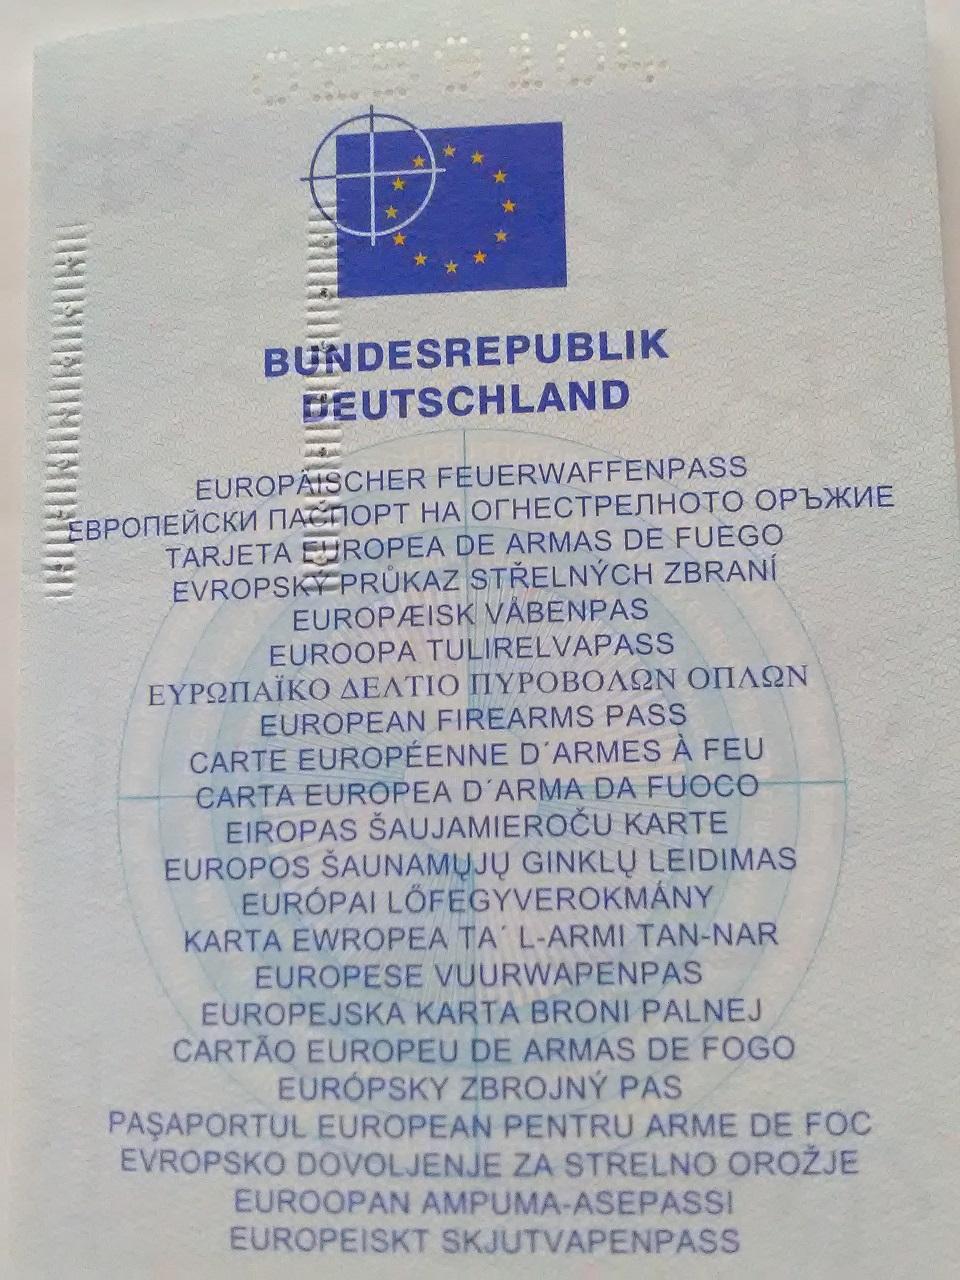 BUNDESREPUBLIK
DEUTSCHLAND
EUROPÄISCHER FEUERWAFFENPASS
ЕВРОПЕЙСКИ ПАСПОРТ НА ОГНЕСТРЕЛНОТО ОРЪЖИЕ
TARJETA EUROPEA DE ARMAS DE FUEGO
EVROPSKÝ PRŮKAZ STŘELNÝCH ZBRANÍ
EUROPÆISK VÅBENPAS
EUROOPA TULIRELVAPASS
ΕΥΡΩΠΑΪΚΟ ΔΕΛΤΙΟ ΠΥΡΟΒΟΛΩΝ ΟΠΛΩΝ
EUROPEAN FIREARMS PASS
CARTE EUROPÉENNE D´ARMES À FEU
CARTA EUROPEA D´ARMA DA FUOCO
EIROPAS ŠAUJAMIEROČU KARTE
EUROPOS ŠAUNAMŲJŲ GINKLŲ LEIDIMAS
EURÓPAI LŐFEGYVEROKMÁNY
KARTA EWROPEA TA´ L-ARMI TAN-NAR
EUROPESE VUURWAPENPAS
EUROPEJSKA KARTA BRONI PALNEJ
CARTÃO EUROPEU DE ARMAS DE FOGO
EURÓPSKY ZBROJNÝ PAS
PAŞAPORTUL EUROPEAN PENTRU ARME DE FOC
EVROPSKO DOVOLJENJE ZA STRELNO OROŽJE
EUROOPAN AMPUMA-ASEPASSI
EUROPEISKT SKJUTVAPENPASS